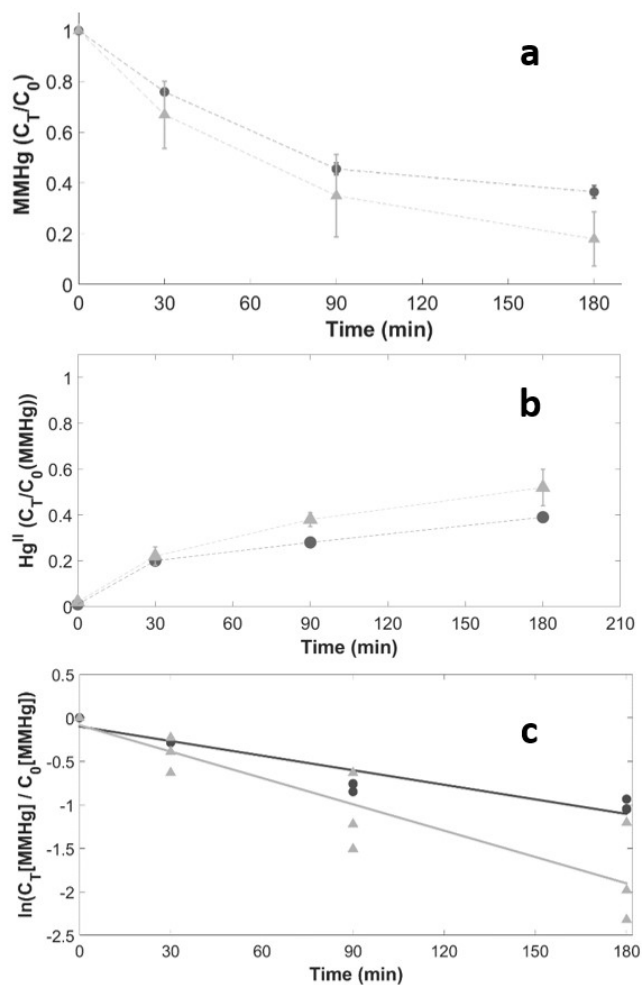 a
MMHg (C_T/C_0)
1
0.8
0.6
0.4
0.2
0
0 30 60 90 120 150 180
Time (min)
b
Hg^II (C_T/C_0(MMHg))
1
0.8
0.6
0.4
0.2
0
0 30 60 90 120 150 180 210
Time (min)
c
ln(C_T[MMHg] / C_0[MMHg])
0.5
0
-0.5
-1
-1.5
-2
-2.5
0 30 60 90 120 150 180
Time (min)